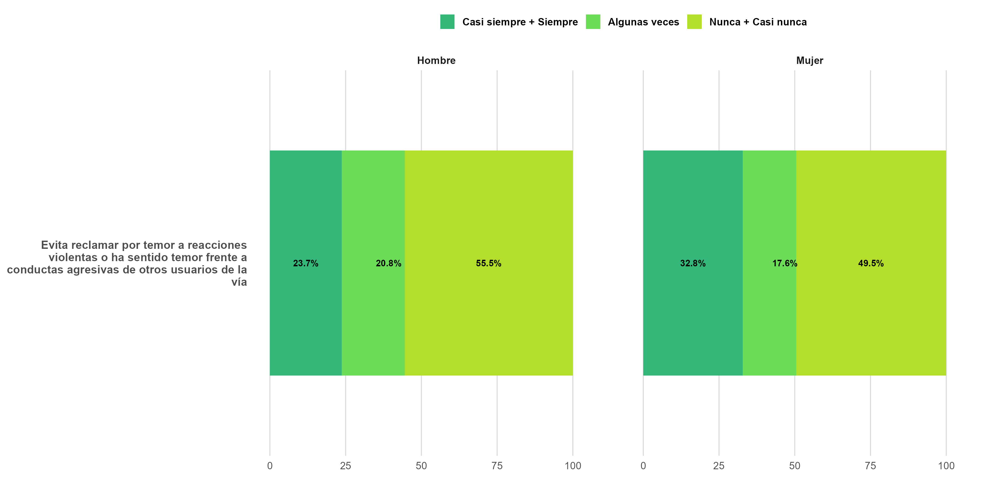 Casi siempre + Siempre Algunas veces Nunca + Casi nunca
Hombre Mujer
Evita reclamar por temor a reacciones
violentas o ha sentido temor frente a
conductas agresivas de otros usuarios de la
vía
23.7% 20.8% 55.5% 32.8% 17.6% 49.5%
0 25 50 75 100 0 25 50 75 100